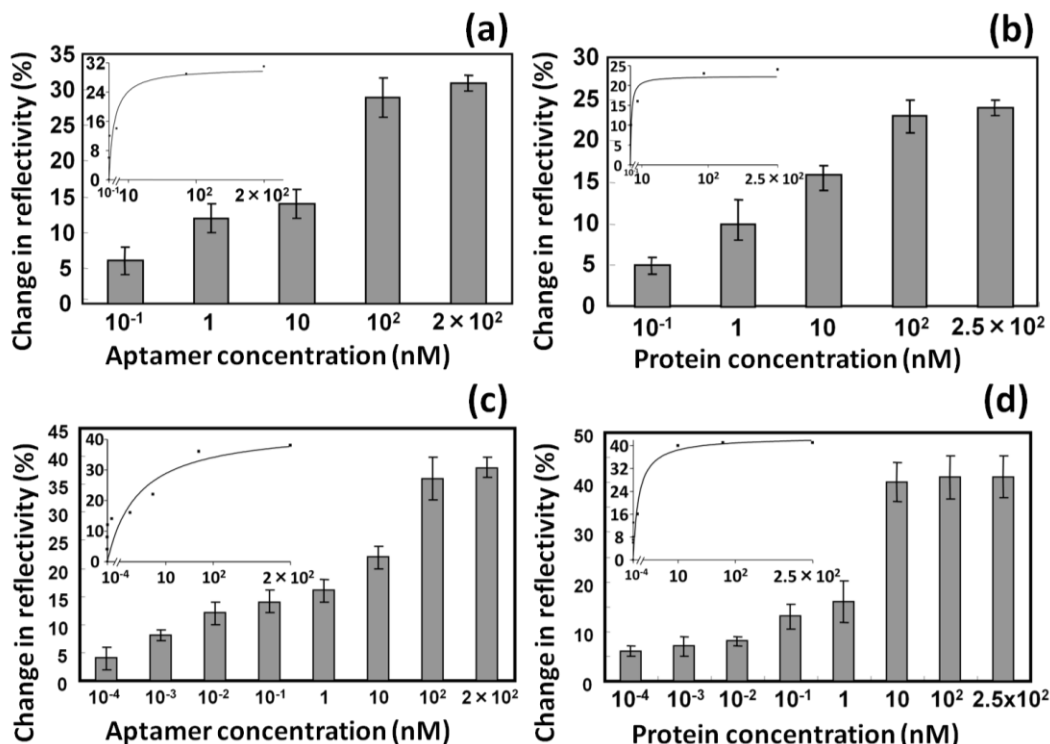 (a)
Change in reflectivity (%)
35
30
25
20
15
10
5
0
32
28
24
20
16
12
8
0
10⁻¹ 10 10² 2 × 10²
10⁻¹ 1 10 10² 2 × 10²
Aptamer concentration (nM)
(b)
Change in reflectivity (%)
30
25
20
15
10
5
0
25
20
15
10
5
0
10⁻¹ 10 10² 2.5 × 10²
10⁻¹ 1 10 10² 2.5 × 10²
Protein concentration (nM)
(c)
Change in reflectivity (%)
45
40
35
30
25
20
15
10
5
0
40
30
20
10
0
10⁻⁴ 10 10² 2 × 10²
10⁻⁴ 10⁻³ 10⁻² 10⁻¹ 1 10 10² 2 × 10²
Aptamer concentration (nM)
(d)
Change in reflectivity (%)
50
40
30
20
10
0
40
32
24
16
8
0
10⁻⁴ 10 10² 2.5 × 10²
10⁻⁴ 10⁻³ 10⁻² 10⁻¹ 1 10 10² 2.5x10²
Protein concentration (nM)